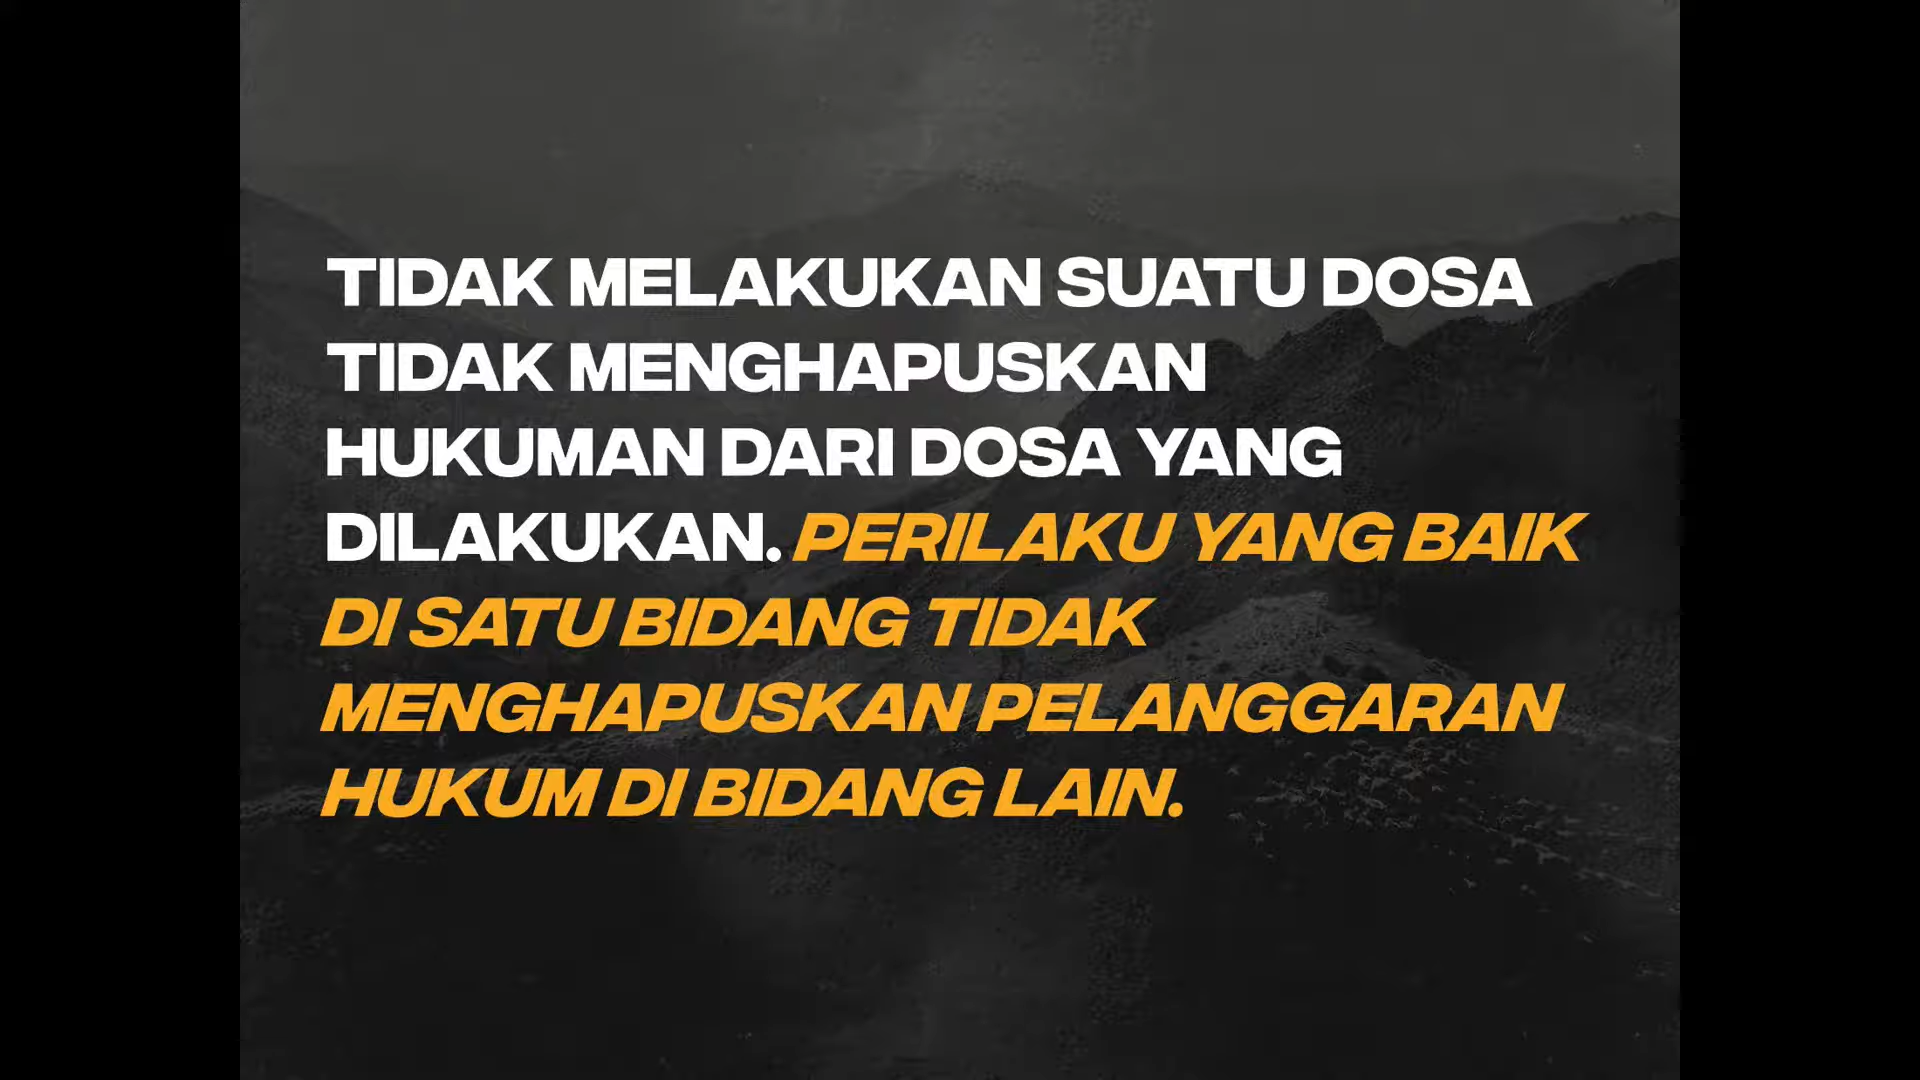 TIDAK MELAKUKAN SUATU DOSA
TIDAK MENGHAPUSKAN
HUKUMAN DARI DOSA YANG
DILAKUKAN. PERILAKU YANG BAIK
DI SATU BIDANG TIDAK
MENGHAPUSKAN PELANGGARAN
HUKUM DI BIDANG LAIN.